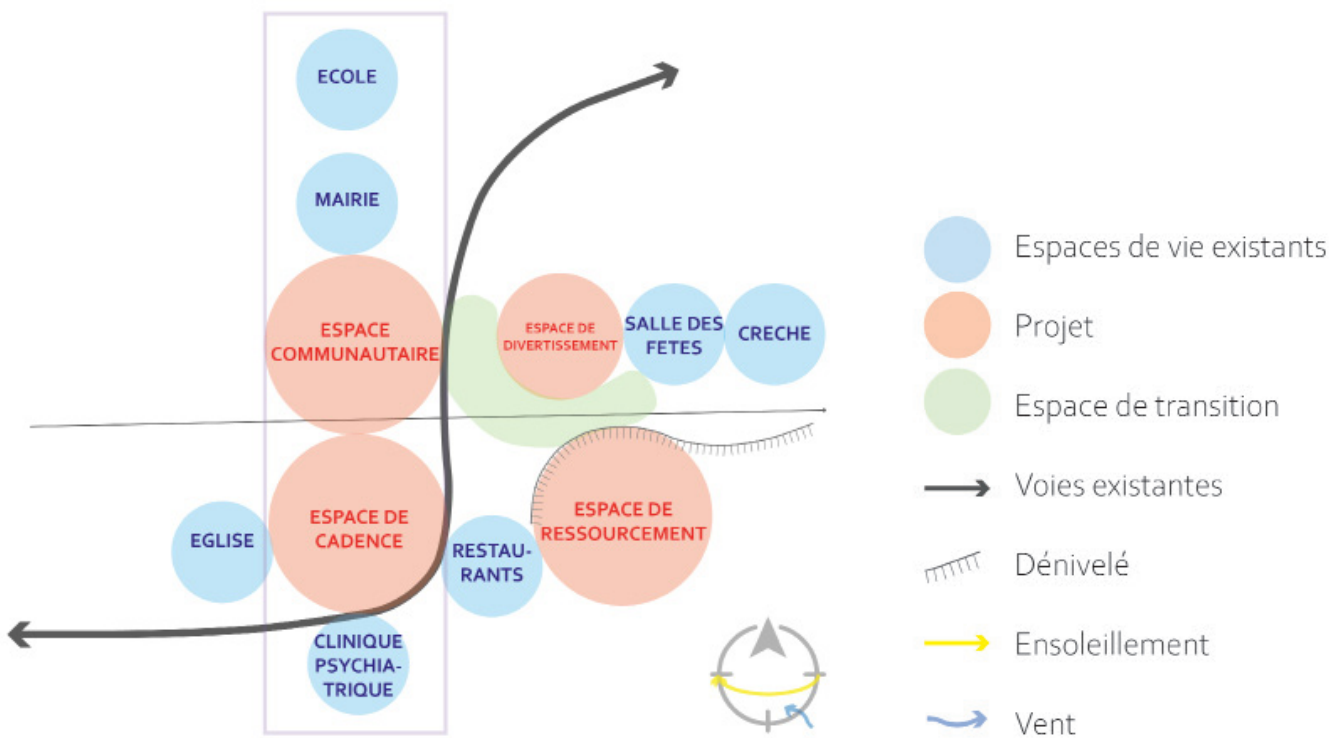 ECOLE
MAIRIE
ESPACE
COMMUNAUTAIRE
ESPACE DE
DIVERTISSEMENT
SALLE DES
FETES
CRECHE
EGLISE
ESPACE DE
CADENCE
RESTAU-
RANTS
ESPACE DE
RESSOURCEMENT
CLINIQUE
PSYCHIA-
TRIQUE
Espaces de vie existants
Projet
Espace de transition
Voies existantes
Dénivelé
Ensoleillement
Vent